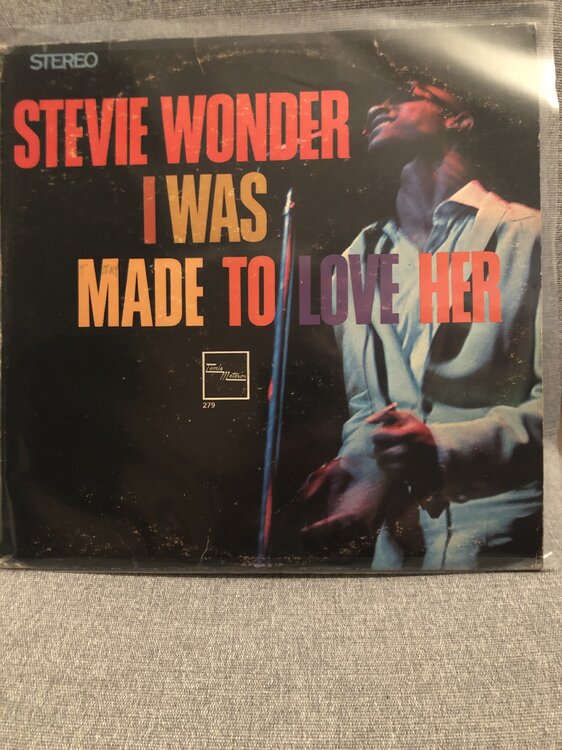 STEREO
STEVIE WONDER
I WAS
MADE TO LOVE HER
Tamla
Motown
279